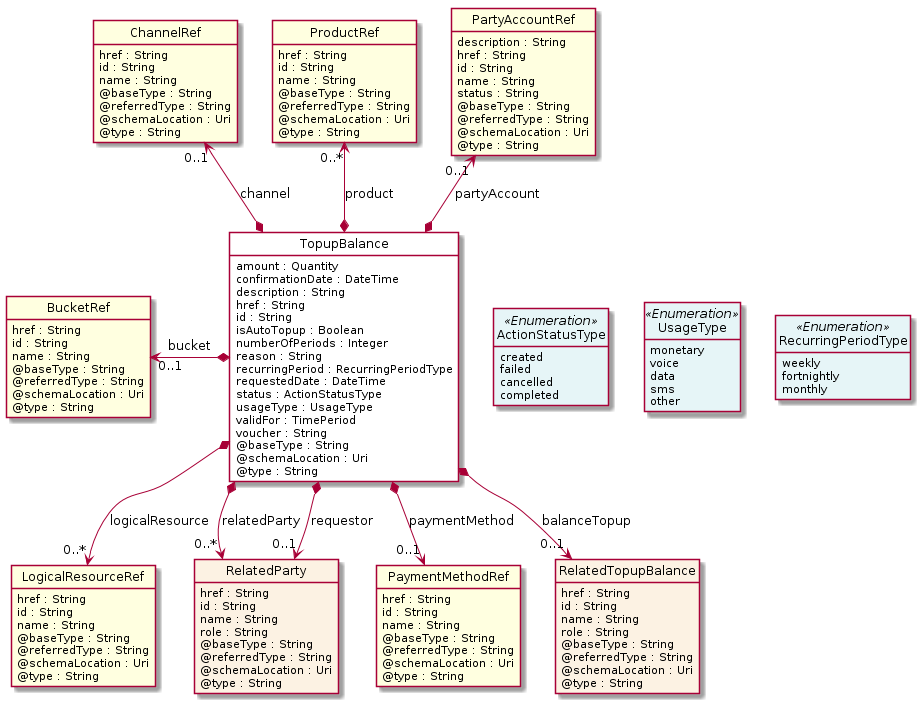 ChannelRef
href : String
id : String
name : String
@baseType : String
@referredType : String
@schemaLocation : Uri
@type : String
ProductRef
href : String
id : String
name : String
@baseType : String
@referredType : String
@schemaLocation : Uri
@type : String
PartyAccountRef
description : String
href : String
id : String
name : String
status : String
@baseType : String
@referredType : String
@schemaLocation : Uri
@type : String
0..1
0..*
0..1
channel
product
partyAccount
TopupBalance
amount : Quantity
confirmationDate : DateTime
description : String
href : String
id : String
isAutoTopup : Boolean
numberOfPeriods : Integer
reason : String
recurringPeriod : RecurringPeriodType
requestedDate : DateTime
status : ActionStatusType
usageType : UsageType
validFor : TimePeriod
voucher : String
@baseType : String
@schemaLocation : Uri
@type : String
BucketRef
href : String
id : String
name : String
@baseType : String
@referredType : String
@schemaLocation : Uri
@type : String
bucket
0..1
«Enumeration»
ActionStatusType
created
failed
cancelled
completed
«Enumeration»
UsageType
monetary
voice
data
sms
other
«Enumeration»
RecurringPeriodType
weekly
fortnightly
monthly
logicalResource
relatedParty
requestor
paymentMethod
balanceTopup
0..*
0..*
0..1
0..1
0..1
LogicalResourceRef
href : String
id : String
name : String
@baseType : String
@referredType : String
@schemaLocation : Uri
@type : String
RelatedParty
href : String
id : String
name : String
role : String
@baseType : String
@referredType : String
@schemaLocation : Uri
@type : String
PaymentMethodRef
href : String
id : String
name : String
@baseType : String
@referredType : String
@schemaLocation : Uri
@type : String
RelatedTopupBalance
href : String
id : String
name : String
role : String
@baseType : String
@referredType : String
@schemaLocation : Uri
@type : String